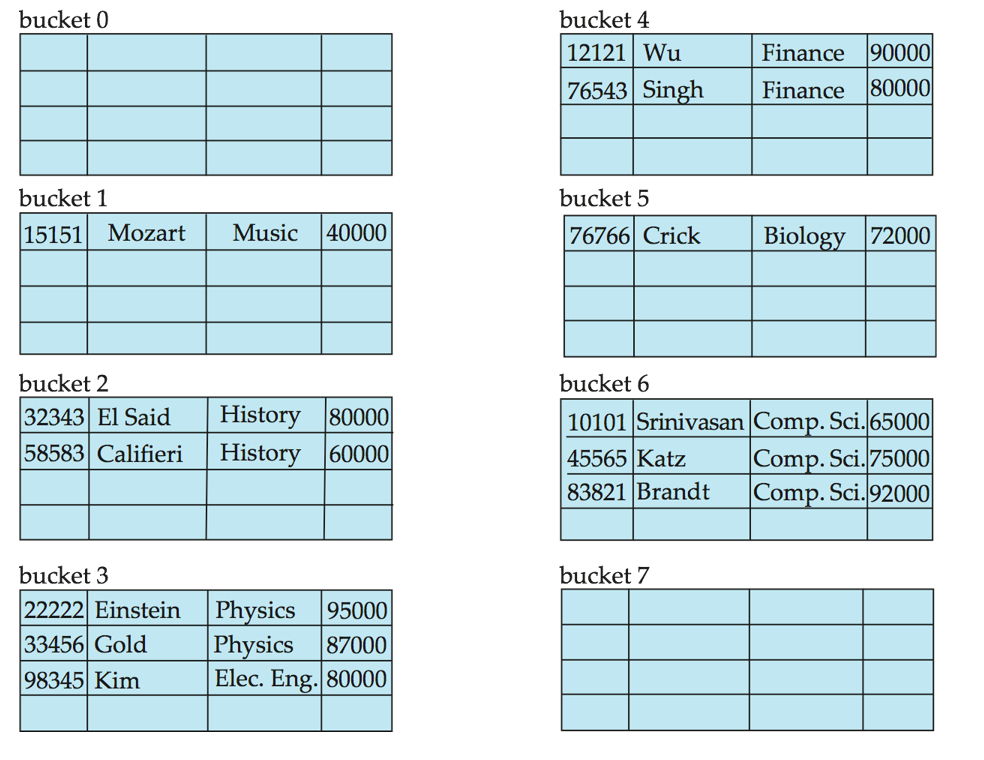 bucket 0
bucket 1
15151 Mozart Music 40000
bucket 2
32343 El Said History 80000
58583 Califieri History 60000
bucket 3
22222 Einstein Physics 95000
33456 Gold Physics 87000
98345 Kim Elec. Eng. 80000
bucket 4
12121 Wu Finance 90000
76543 Singh Finance 80000
bucket 5
76766 Crick Biology 72000
bucket 6
10101 Srinivasan Comp. Sci. 65000
45565 Katz Comp. Sci. 75000
83821 Brandt Comp. Sci. 92000
bucket 7